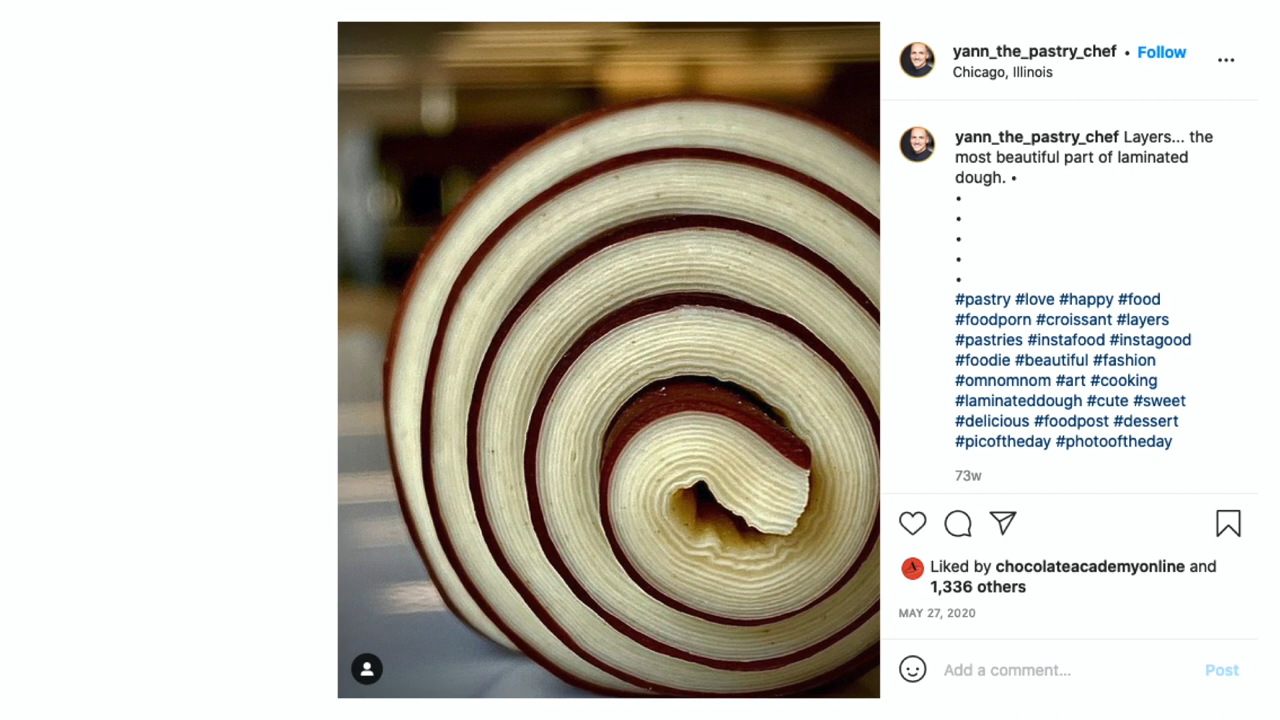 yann_the_pastry_chef • Follow
Chicago, Illinois
yann_the_pastry_chef Layers... the
most beautiful part of laminated
dough. •
•
•
•
•
•
#pastry #love #happy #food
#foodporn #croissant #layers
#pastries #instafood #instagood
#foodie #beautiful #fashion
#omnomnom #art #cooking
#laminateddough #cute #sweet
#delicious #foodpost #dessert
#picoftheday #photooftheday
73w
Liked by chocolateacademyonline and
1,336 others
MAY 27, 2020
Add a comment... Post